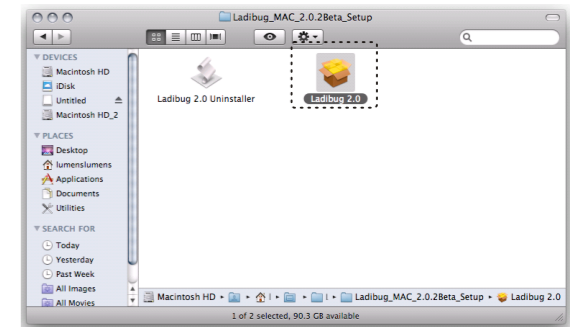 Ladibug_MAC_2.0.2Beta_Setup
DEVICES
Macintosh HD
iDisk
Untitled
Macintosh HD_2
PLACES
Desktop
lumenslumens
Applications
Documents
Utilities
SEARCH FOR
Today
Yesterday
Past Week
All Images
All Movies
Ladibug 2.0 Uninstaller
Ladibug 2.0
Macintosh HD ▸ ▸ l ▸ ▸ l ▸ Ladibug_MAC_2.0.2Beta_Setup ▸ Ladibug 2.0
1 of 2 selected, 90.3 GB available